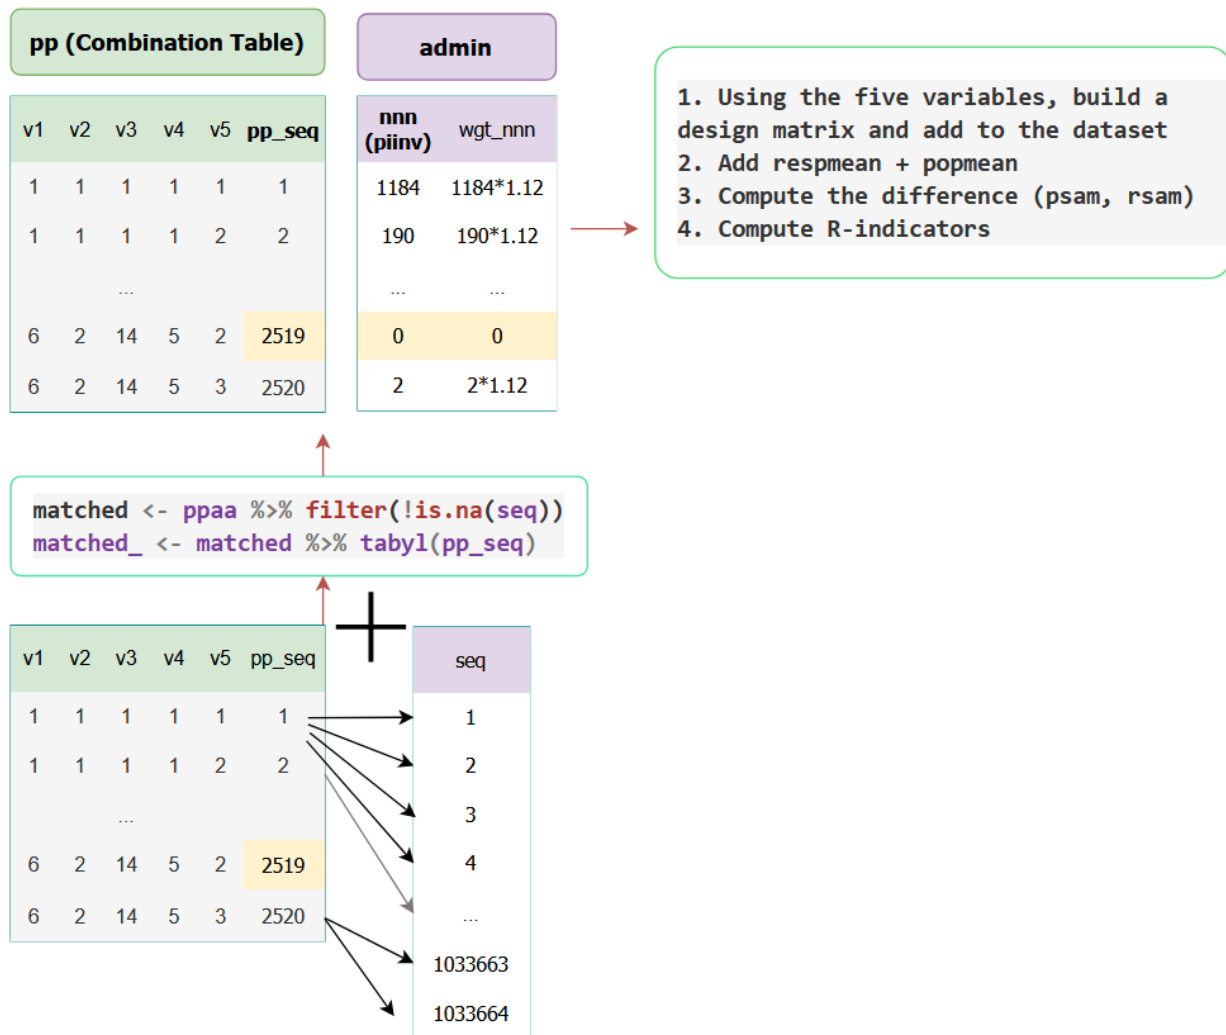 pp (Combination Table)
admin
v1 v2 v3 v4 v5 pp_seq
1 1 1 1 1 1
1 1 1 1 2 2
...
6 2 14 5 2 2519
6 2 14 5 3 2520
nnn
(piinv) wgt_nnn
1184 1184*1.12
190 190*1.12
... ...
0 0
2 2*1.12
1. Using the five variables, build a
design matrix and add to the dataset
2. Add respmean + popmean
3. Compute the difference (psam, rsam)
4. Compute R-indicators
matched <- ppaa %>% filter(!is.na(seq))
matched_ <- matched %>% tabyl(pp_seq)
v1 v2 v3 v4 v5 pp_seq
1 1 1 1 1 1
1 1 1 1 2 2
...
6 2 14 5 2 2519
6 2 14 5 3 2520
seq
1
2
3
4
...
1033663
1033664